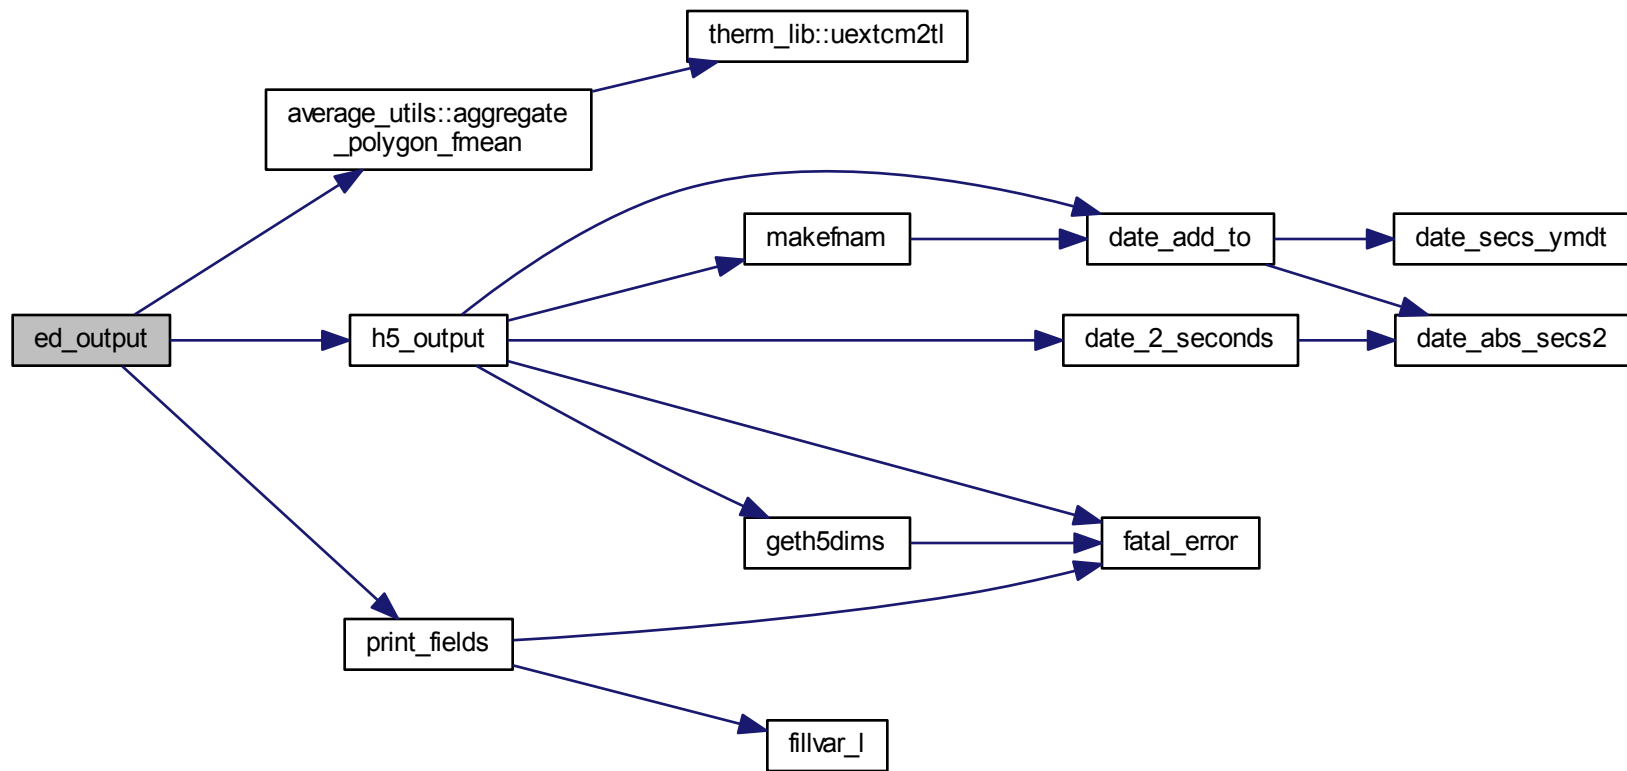 therm_lib::uextcm2tl
average_utils::aggregate
_polygon_fmean
makefnam
date_add_to
date_secs_ymdt
ed_output
h5_output
date_2_seconds
date_abs_secs2
geth5dims
fatal_error
print_fields
fillvar_l